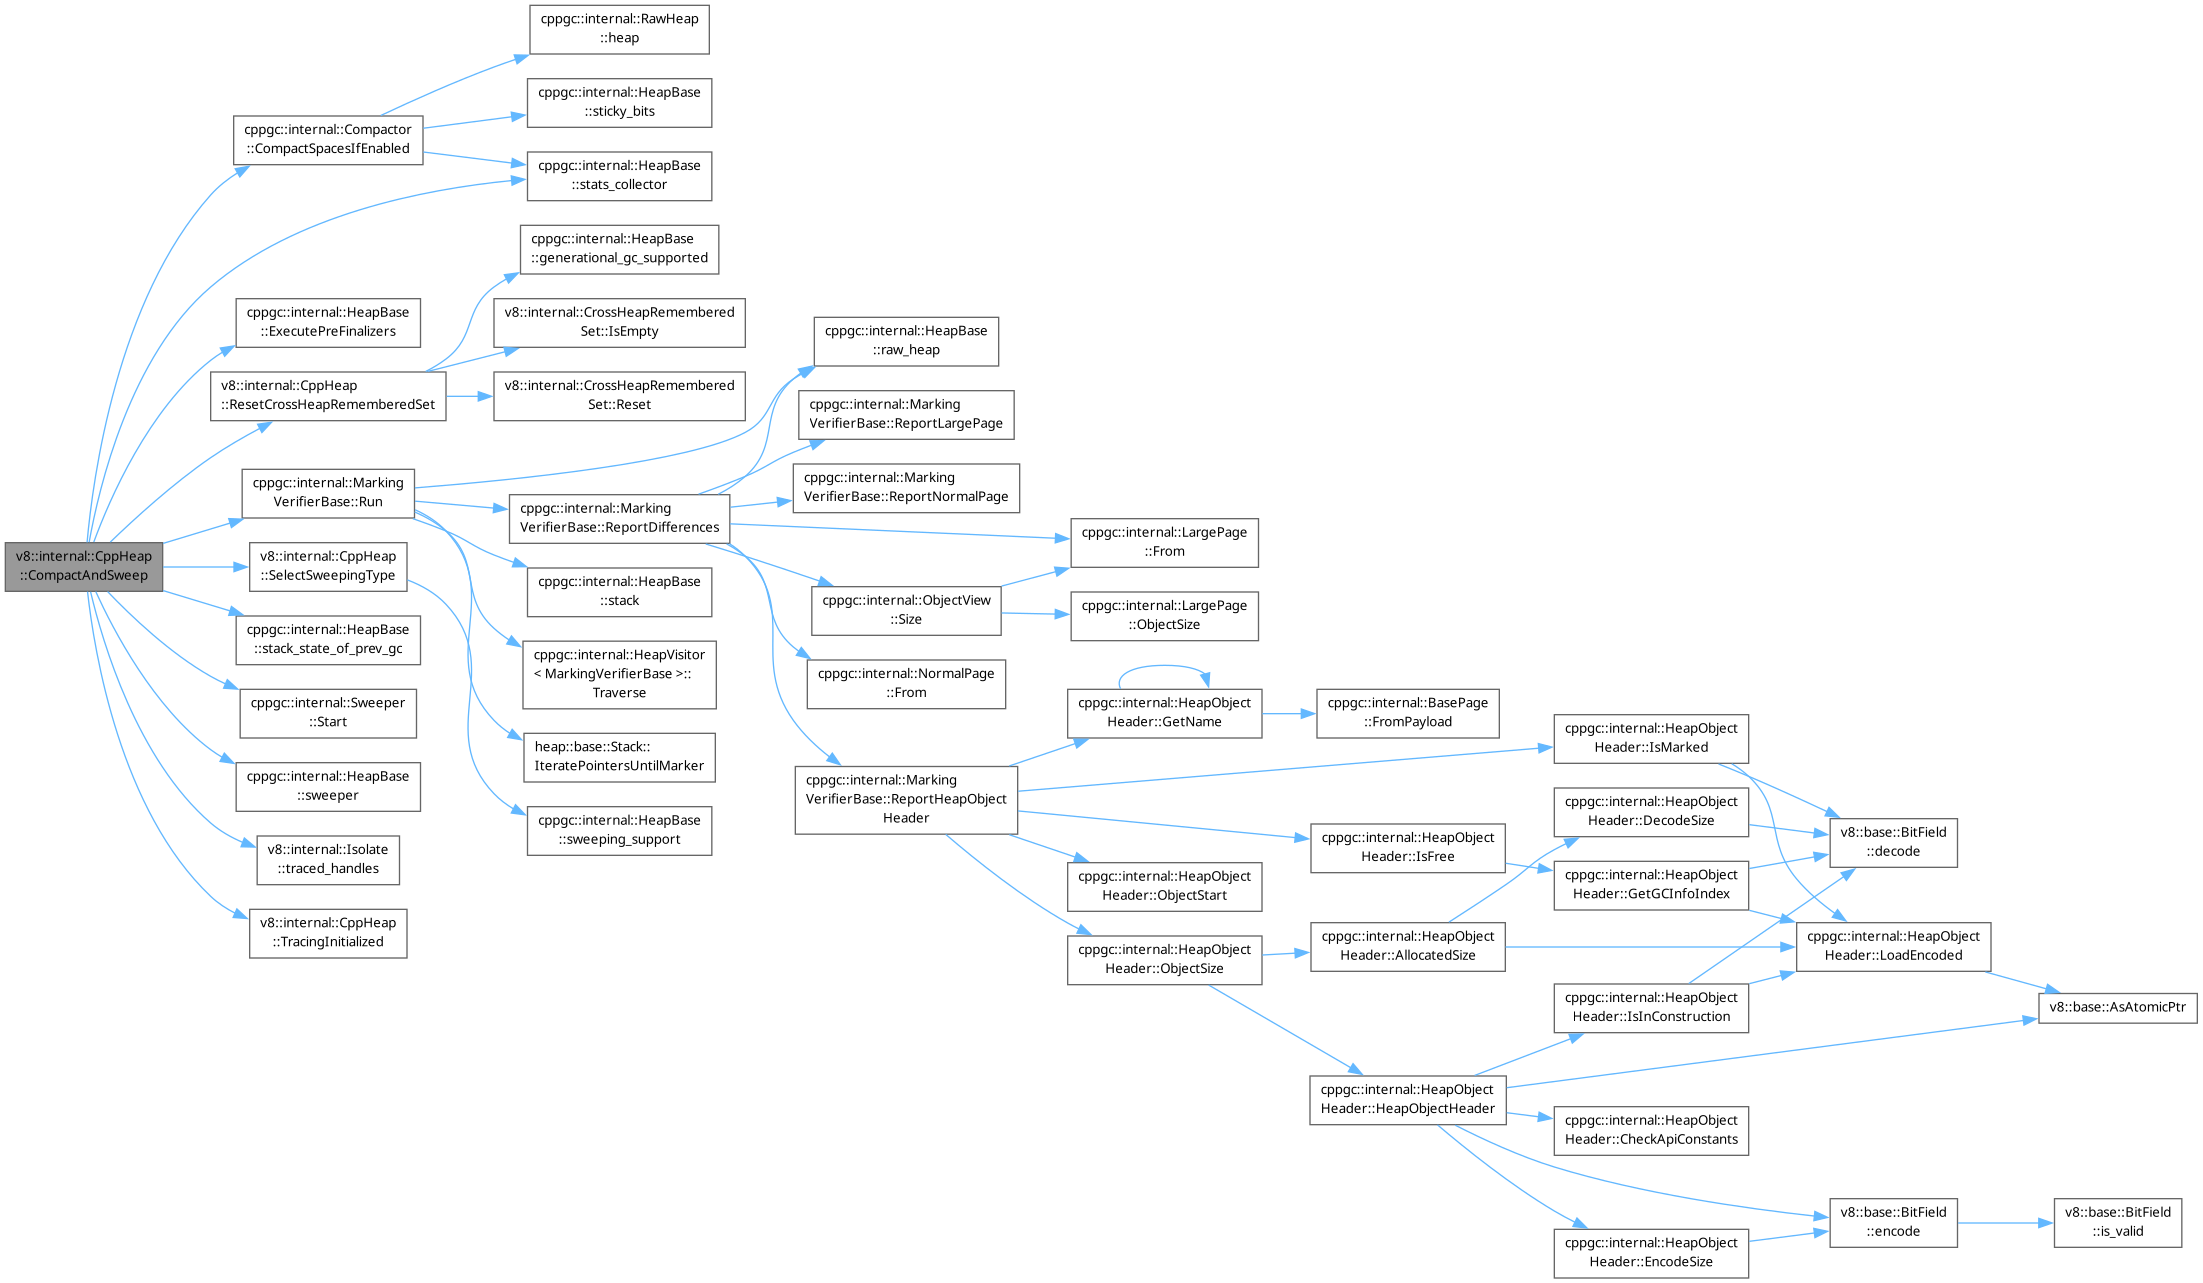 cppgc::internal::RawHeap
::heap
cppgc::internal::HeapBase
::sticky_bits
cppgc::internal::Compactor
::CompactSpacesIfEnabled
cppgc::internal::HeapBase
::stats_collector
cppgc::internal::HeapBase
::generational_gc_supported
cppgc::internal::HeapBase
::ExecutePreFinalizers
v8::internal::CrossHeapRemembered
Set::IsEmpty
cppgc::internal::HeapBase
::raw_heap
v8::internal::CppHeap
::ResetCrossHeapRememberedSet
v8::internal::CrossHeapRemembered
Set::Reset
cppgc::internal::Marking
VerifierBase::ReportLargePage
cppgc::internal::Marking
VerifierBase::Run
cppgc::internal::Marking
VerifierBase::ReportNormalPage
cppgc::internal::Marking
VerifierBase::ReportDifferences
cppgc::internal::LargePage
::From
v8::internal::CppHeap
::CompactAndSweep
v8::internal::CppHeap
::SelectSweepingType
cppgc::internal::HeapBase
::stack
cppgc::internal::ObjectView
::Size
cppgc::internal::LargePage
::ObjectSize
cppgc::internal::HeapBase
::stack_state_of_prev_gc
cppgc::internal::HeapVisitor
< MarkingVerifierBase >::
Traverse
cppgc::internal::NormalPage
::From
cppgc::internal::Sweeper
::Start
cppgc::internal::HeapObject
Header::GetName
cppgc::internal::BasePage
::FromPayload
cppgc::internal::HeapObject
Header::IsMarked
heap::base::Stack::
IteratePointersUntilMarker
cppgc::internal::HeapBase
::sweeper
cppgc::internal::Marking
VerifierBase::ReportHeapObject
Header
cppgc::internal::HeapObject
Header::DecodeSize
cppgc::internal::HeapBase
::sweeping_support
v8::base::BitField
::decode
cppgc::internal::HeapObject
Header::IsFree
v8::internal::Isolate
::traced_handles
cppgc::internal::HeapObject
Header::ObjectStart
cppgc::internal::HeapObject
Header::GetGCInfoIndex
v8::internal::CppHeap
::TracingInitialized
cppgc::internal::HeapObject
Header::ObjectSize
cppgc::internal::HeapObject
Header::AllocatedSize
cppgc::internal::HeapObject
Header::LoadEncoded
cppgc::internal::HeapObject
Header::IsInConstruction
v8::base::AsAtomicPtr
cppgc::internal::HeapObject
Header::HeapObjectHeader
cppgc::internal::HeapObject
Header::CheckApiConstants
v8::base::BitField
::encode
v8::base::BitField
::is_valid
cppgc::internal::HeapObject
Header::EncodeSize